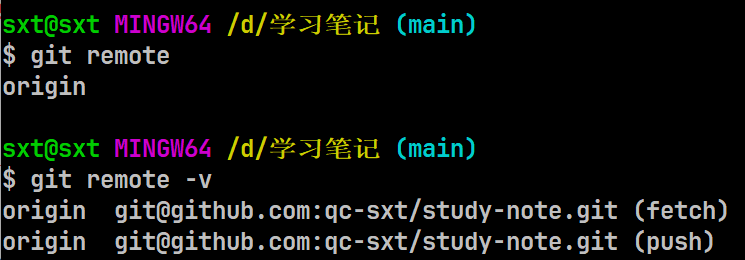 sxt@sxt MINGW64 /d/学习笔记 (main)
$ git remote
origin
sxt@sxt MINGW64 /d/学习笔记 (main)
$ git remote -v
origin  git@github.com:qc-sxt/study-note.git (fetch)
origin  git@github.com:qc-sxt/study-note.git (push)